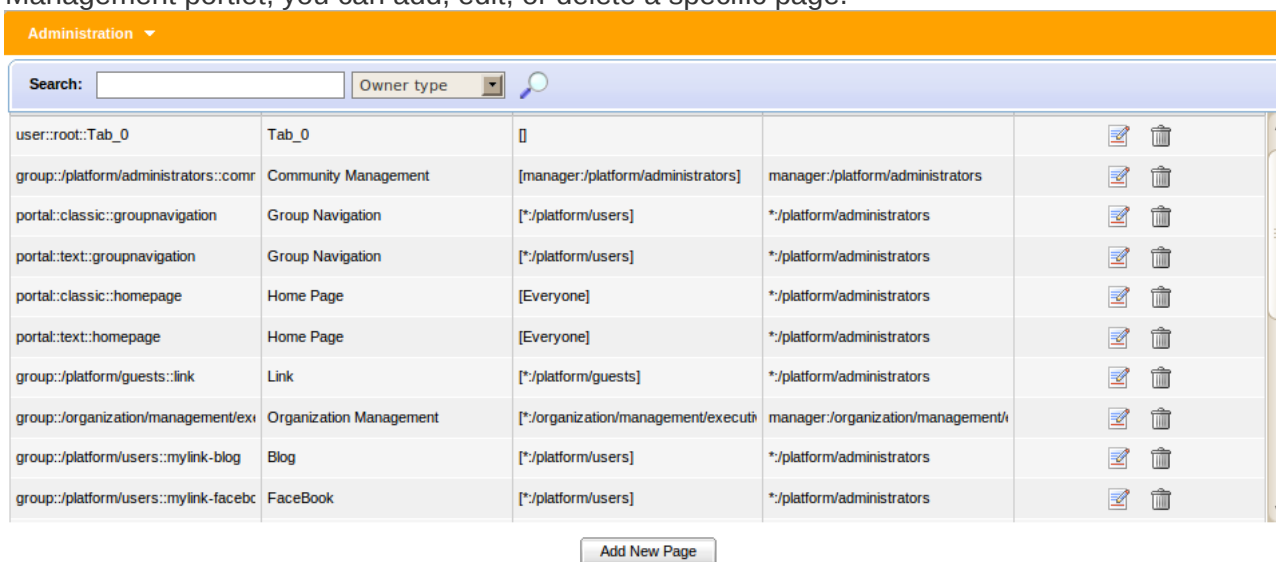 Management portlet, you can add, edit, or delete a specific page.
Administration
Search: Owner type
user::root::Tab_0 Tab_0 []
group::/platform/administrators::comm Community Management [manager:/platform/administrators] manager:/platform/administrators
portal::classic::groupnavigation Group Navigation [*:/platform/users] *:/platform/administrators
portal::text::groupnavigation Group Navigation [*:/platform/users] *:/platform/administrators
portal::classic::homepage Home Page [Everyone] *:/platform/administrators
portal::text::homepage Home Page [Everyone] *:/platform/administrators
group::/platform/guests::link Link [*:/platform/guests] *:/platform/administrators
group::/organization/management/exe Organization Management [*:/organization/management/executi manager:/organization/management/
group::/platform/users::mylink-blog Blog [*:/platform/users] *:/platform/administrators
group::/platform/users::mylink-facebo FaceBook [*:/platform/users] *:/platform/administrators
Add New Page